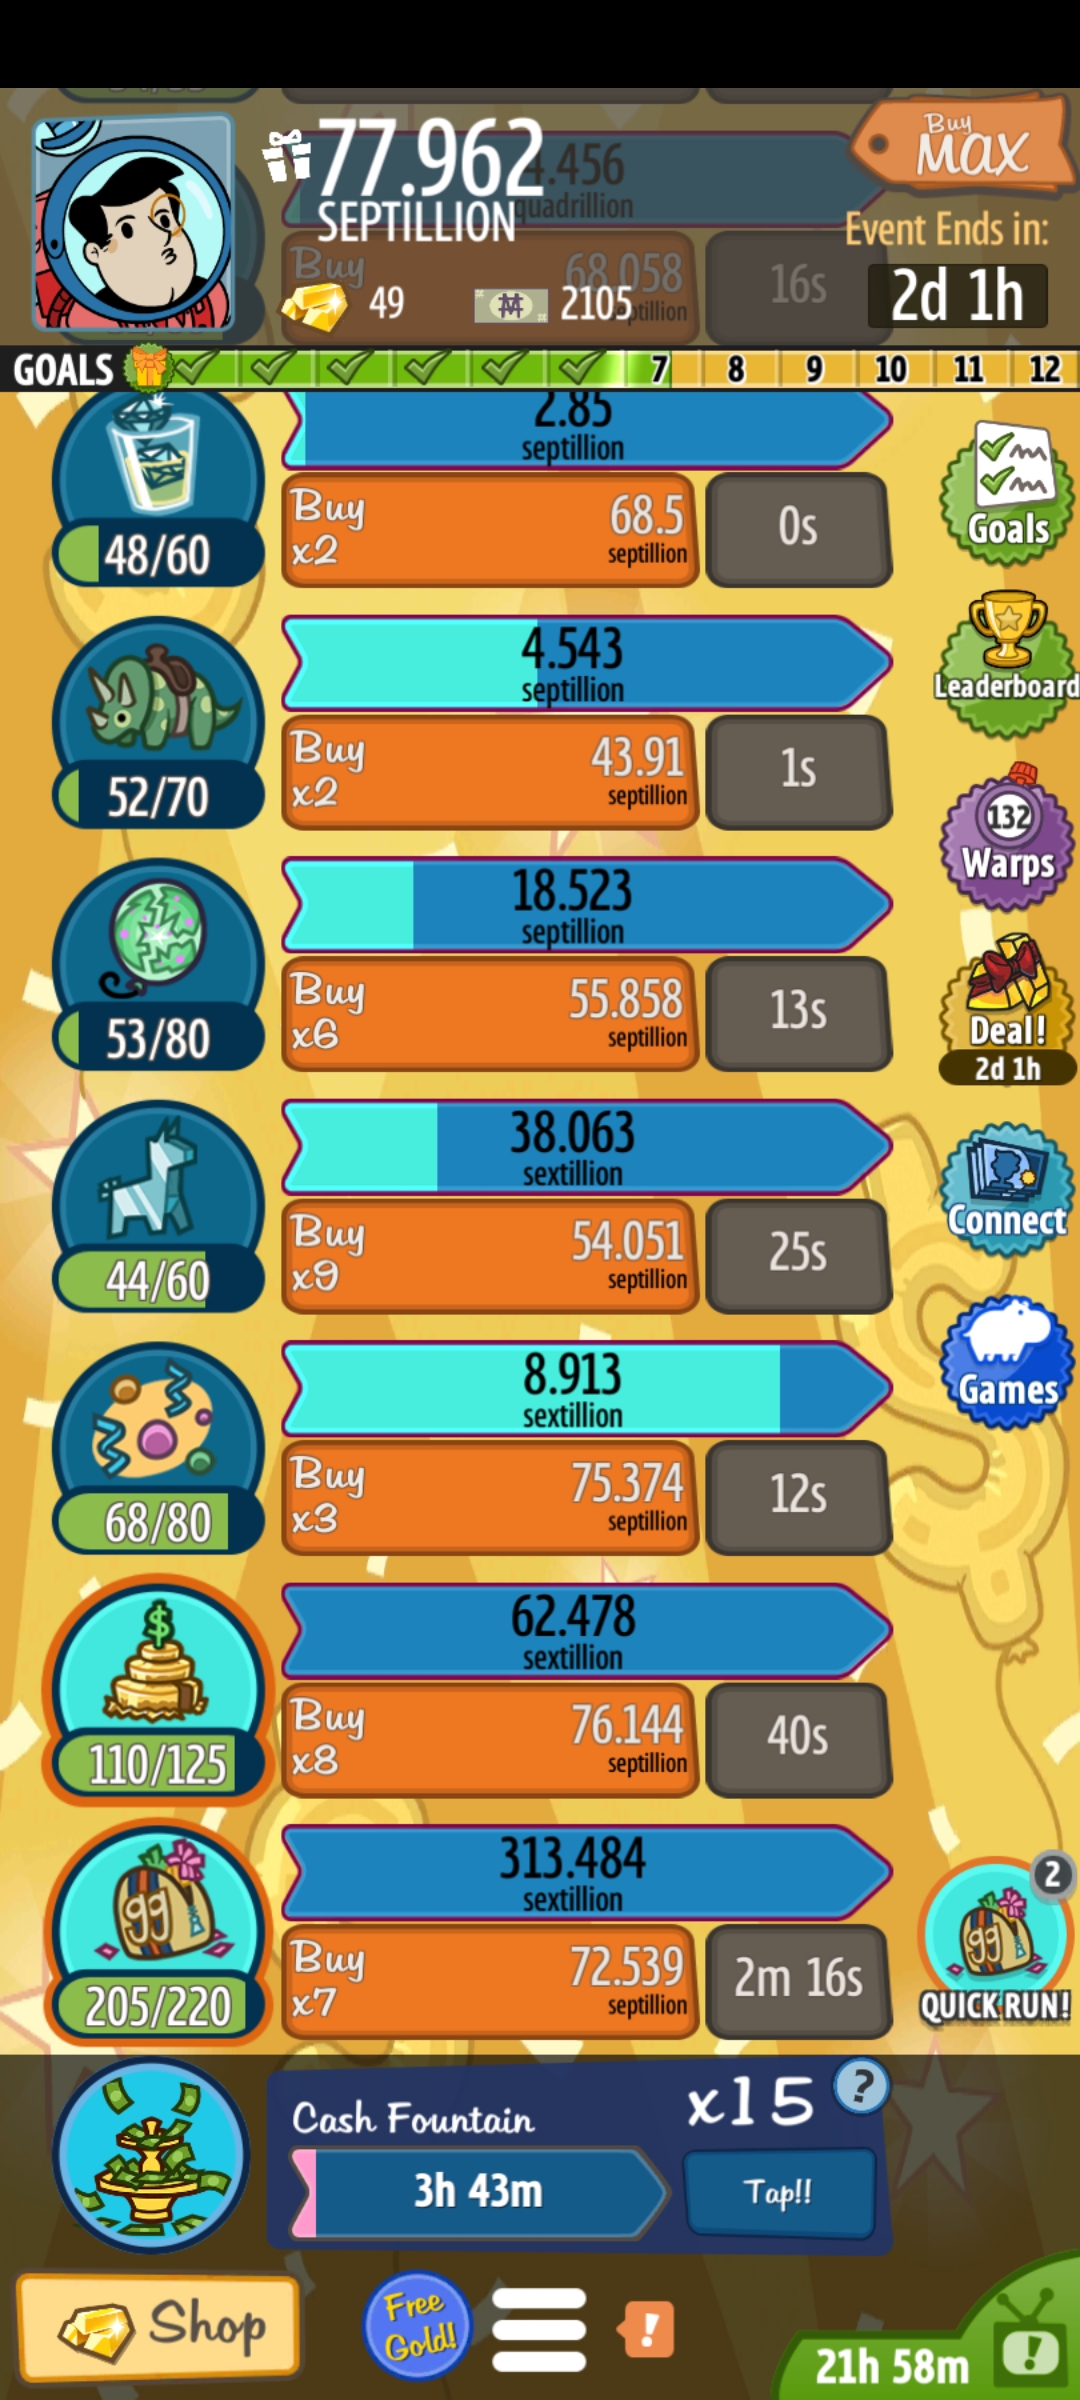 77.962
SEPTILLION
4.456
quadrillion
Buy
MAX
Event Ends in:
2d 1h
Buy
68.058
septillion
16s
49
2105
GOALS
7 8 9 10 11 12
2.85
septillion
Buy
x2
68.5
septillion
0s
48/60
Goals
4.543
septillion
Buy
x2
43.91
septillion
1s
52/70
Leaderboard
18.523
septillion
Buy
x6
55.858
septillion
13s
53/80
132
Warps
Deal!
2d 1h
38.063
sextillion
Buy
x9
54.051
septillion
25s
44/60
Connect
8.913
sextillion
Buy
x3
75.374
septillion
12s
68/80
Games
62.478
sextillion
$
Buy
x8
76.144
septillion
40s
110/125
313.484
sextillion
gg
Buy
x7
72.539
septillion
2m 16s
205/220
2
gg
QUICK RUN!
Cash Fountain
x15
?
3h 43m
Tap!!
Shop
Free
Gold!
!
21h 58m
!